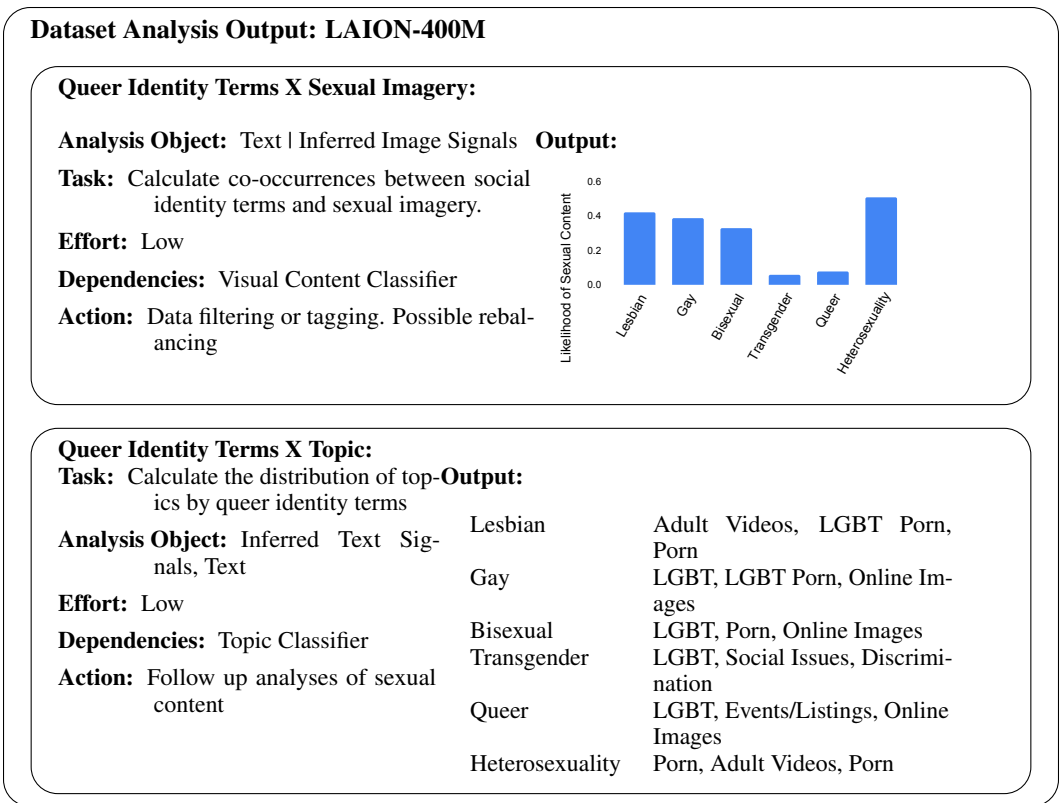 Dataset Analysis Output: LAION-400M
Queer Identity Terms X Sexual Imagery:
Analysis Object: Text | Inferred Image Signals
Task: Calculate co-occurrences between social
identity terms and sexual imagery.
Effort: Low
Dependencies: Visual Content Classifier
Action: Data filtering or tagging. Possible rebal-
ancing
Output:
Likelihood of Sexual Content
0.6
0.4
0.2
0.0
Lesbian
Gay
Bisexual
Transgender
Queer
Heterosexuality
Queer Identity Terms X Topic:
Task: Calculate the distribution of top-
ics by queer identity terms
Analysis Object: Inferred Text Sig-
nals, Text
Effort: Low
Dependencies: Topic Classifier
Action: Follow up analyses of sexual
content
Output:
Lesbian Adult Videos, LGBT Porn,
Porn
Gay LGBT, LGBT Porn, Online Im-
ages
Bisexual LGBT, Porn, Online Images
Transgender LGBT, Social Issues, Discrimi-
nation
Queer LGBT, Events/Listings, Online
Images
Heterosexuality Porn, Adult Videos, Porn